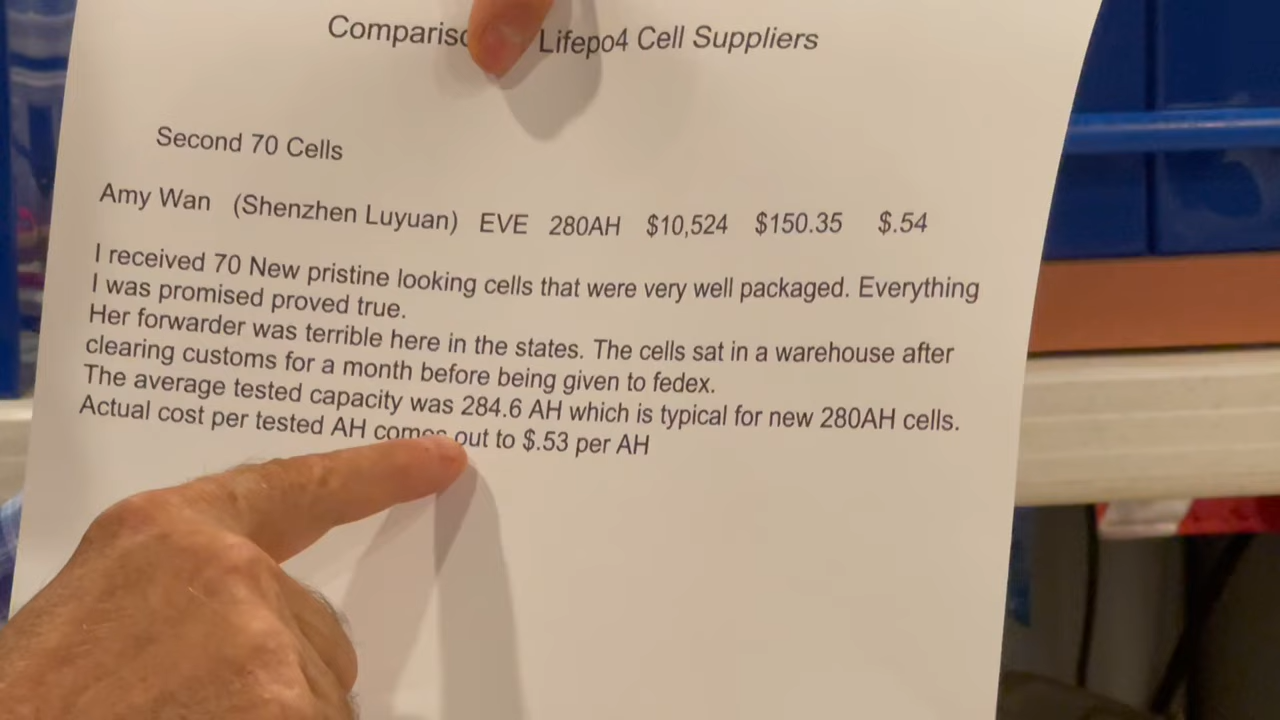 Comparisc Lifepo4 Cell Suppliers
Second 70 Cells
Amy Wan (Shenzhen Luyuan) EVE 280AH $10,524 $150.35 $.54
I received 70 New pristine looking cells that were very well packaged. Everything
I was promised proved true.
Her forwarder was terrible here in the states. The cells sat in a warehouse after
clearing customs for a month before being given to fedex.
The average tested capacity was 284.6 AH which is typical for new 280AH cells.
Actual cost per tested AH comes out to $.53 per AH